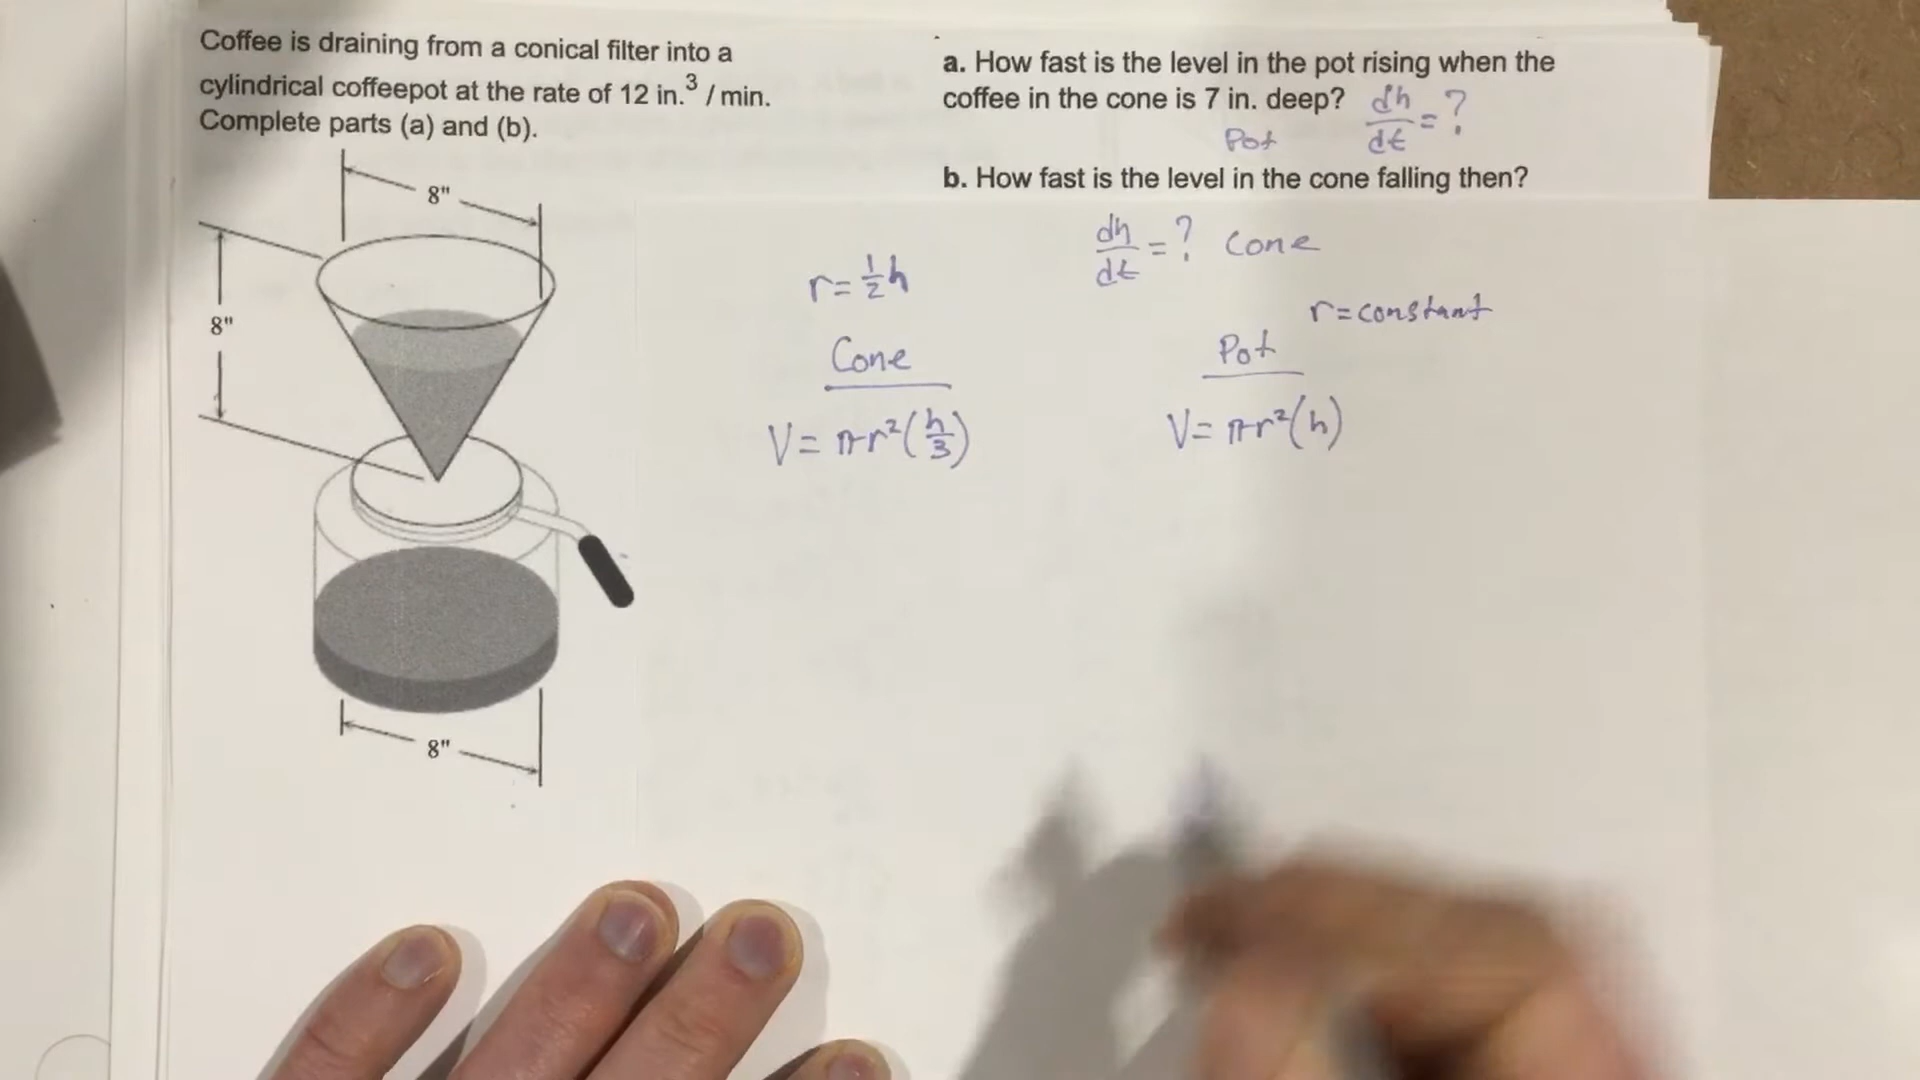 Coffee is draining from a conical filter into a
cylindrical coffeepot at the rate of 12 in.³ / min.
Complete parts (a) and (b).
8"
8"
8"
a. How fast is the level in the pot rising when the
coffee in the cone is 7 in. deep? dh/dt = ?
Pot
b. How fast is the level in the cone falling then?
dh/dt = ? Cone
r = 1/2 h
r = constant
Cone
Pot
V = πr²(h/3)
V = πr²(h)